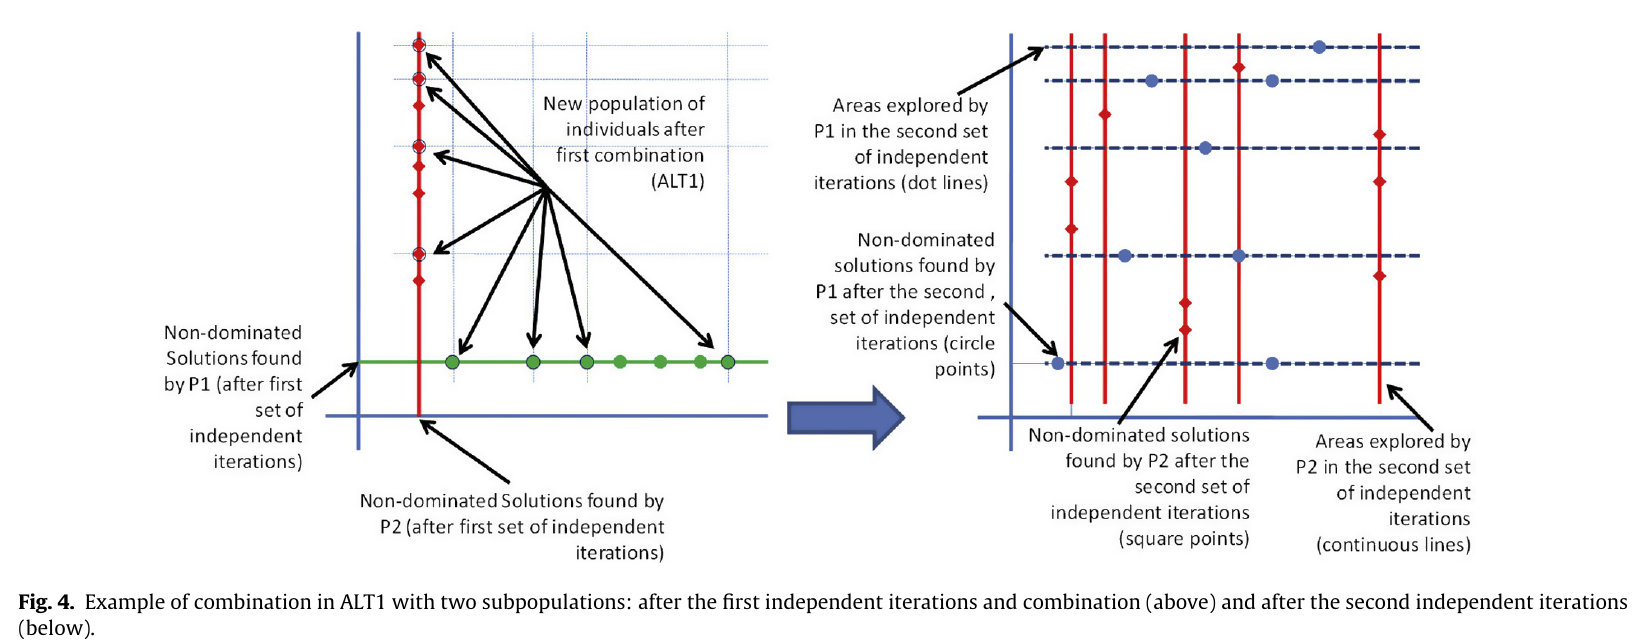 New population of
individuals after
first combination
(ALT1)
Non-dominated
Solutions found
by P1 (after first
set of
independent
iterations)
Non-dominated Solutions found by
P2 (after first set of independent
iterations)
Areas explored by
P1 in the second set
of independent
iterations (dot lines)
Non-dominated
solutions found by
P1 after the second ,
set of independent
iterations (circle
points)
Non-dominated solutions
found by P2 after the
second set of
independent iterations
(square points)
Areas explored by
P2 in the second set
of independent
iterations
(continuous lines)
Fig. 4. Example of combination in ALT1 with two subpopulations: after the first independent iterations and combination (above) and after the second independent iterations
(below).